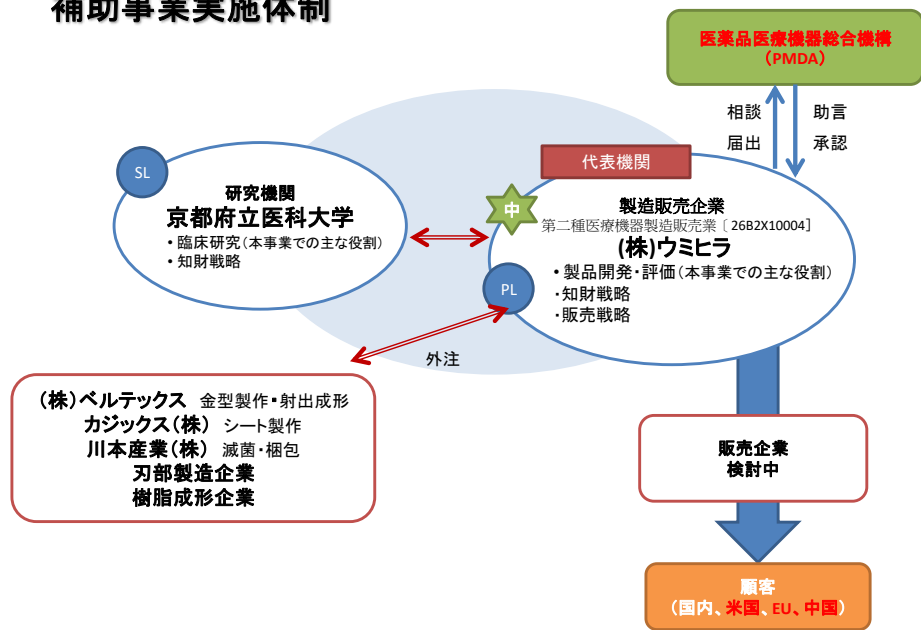 補助事業実施体制
医薬品医療機器総合機構
(PMDA)
相談
届出
助言
承認
代表機関
SL
研究機関
京都府立医科大学
・臨床研究(本事業での主な役割)
・知財戦略
中
製造販売企業
第二種医療機器製造販売業〔26B2X10004〕
(株)ウミヒラ
・製品開発・評価(本事業での主な役割)
・知財戦略
・販売戦略
PL
外注
(株)ベルテックス 金型製作・射出成形
カジックス(株) シート製作
川本産業(株) 滅菌・梱包
刃部製造企業
樹脂成形企業
販売企業
検討中
顧客
(国内、米国、EU、中国)